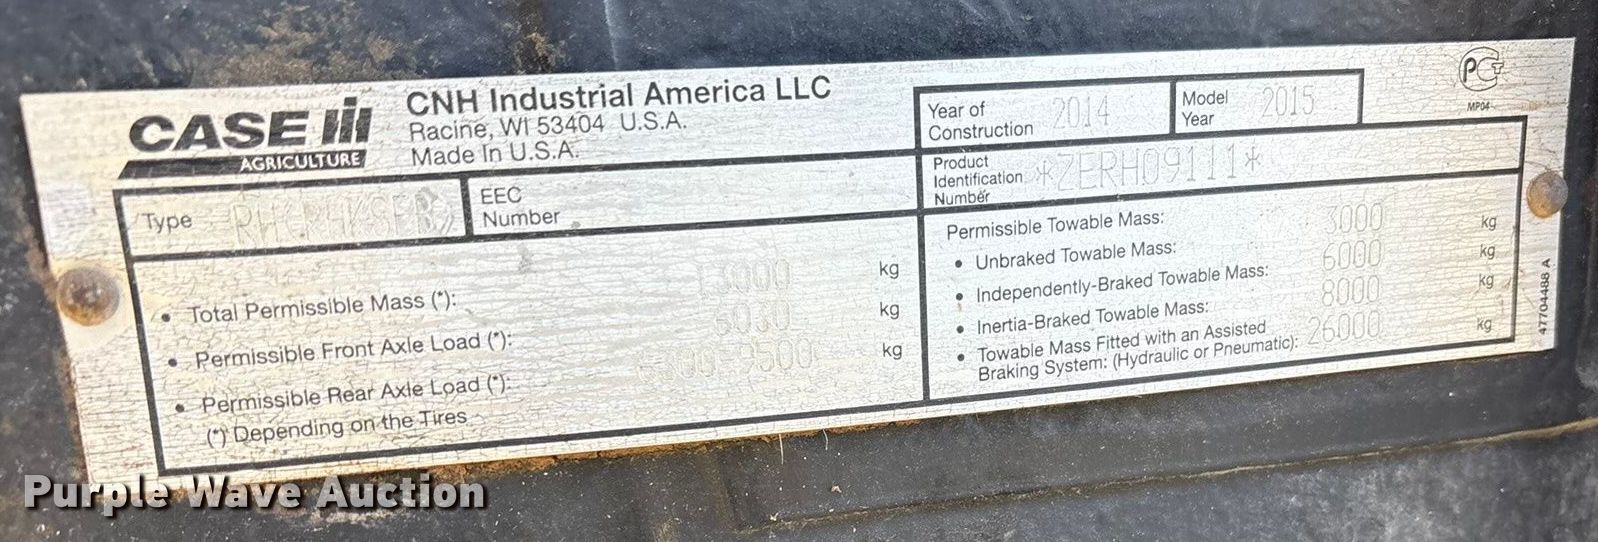 CASE IH
AGRICULTURE
CNH Industrial America LLC
Racine, WI 53404 U.S.A.
Made In U.S.A.
Year of Construction 2014
Model Year 2015
Type
EEC Number
Product Identification Number *ZERH09111*
• Total Permissible Mass (*): 13000 kg
• Permissible Front Axle Load (*): kg
• Permissible Rear Axle Load (*): kg
(*) Depending on the Tires
Permissible Towable Mass:
• Unbraked Towable Mass: 3000 kg
• Independently-Braked Towable Mass: 6000 kg
• Inertia-Braked Towable Mass: 8000 kg
• Towable Mass Fitted with an Assisted
Braking System: (Hydraulic or Pneumatic): 26000 kg
MP04
47704488 A
Purple Wave Auction